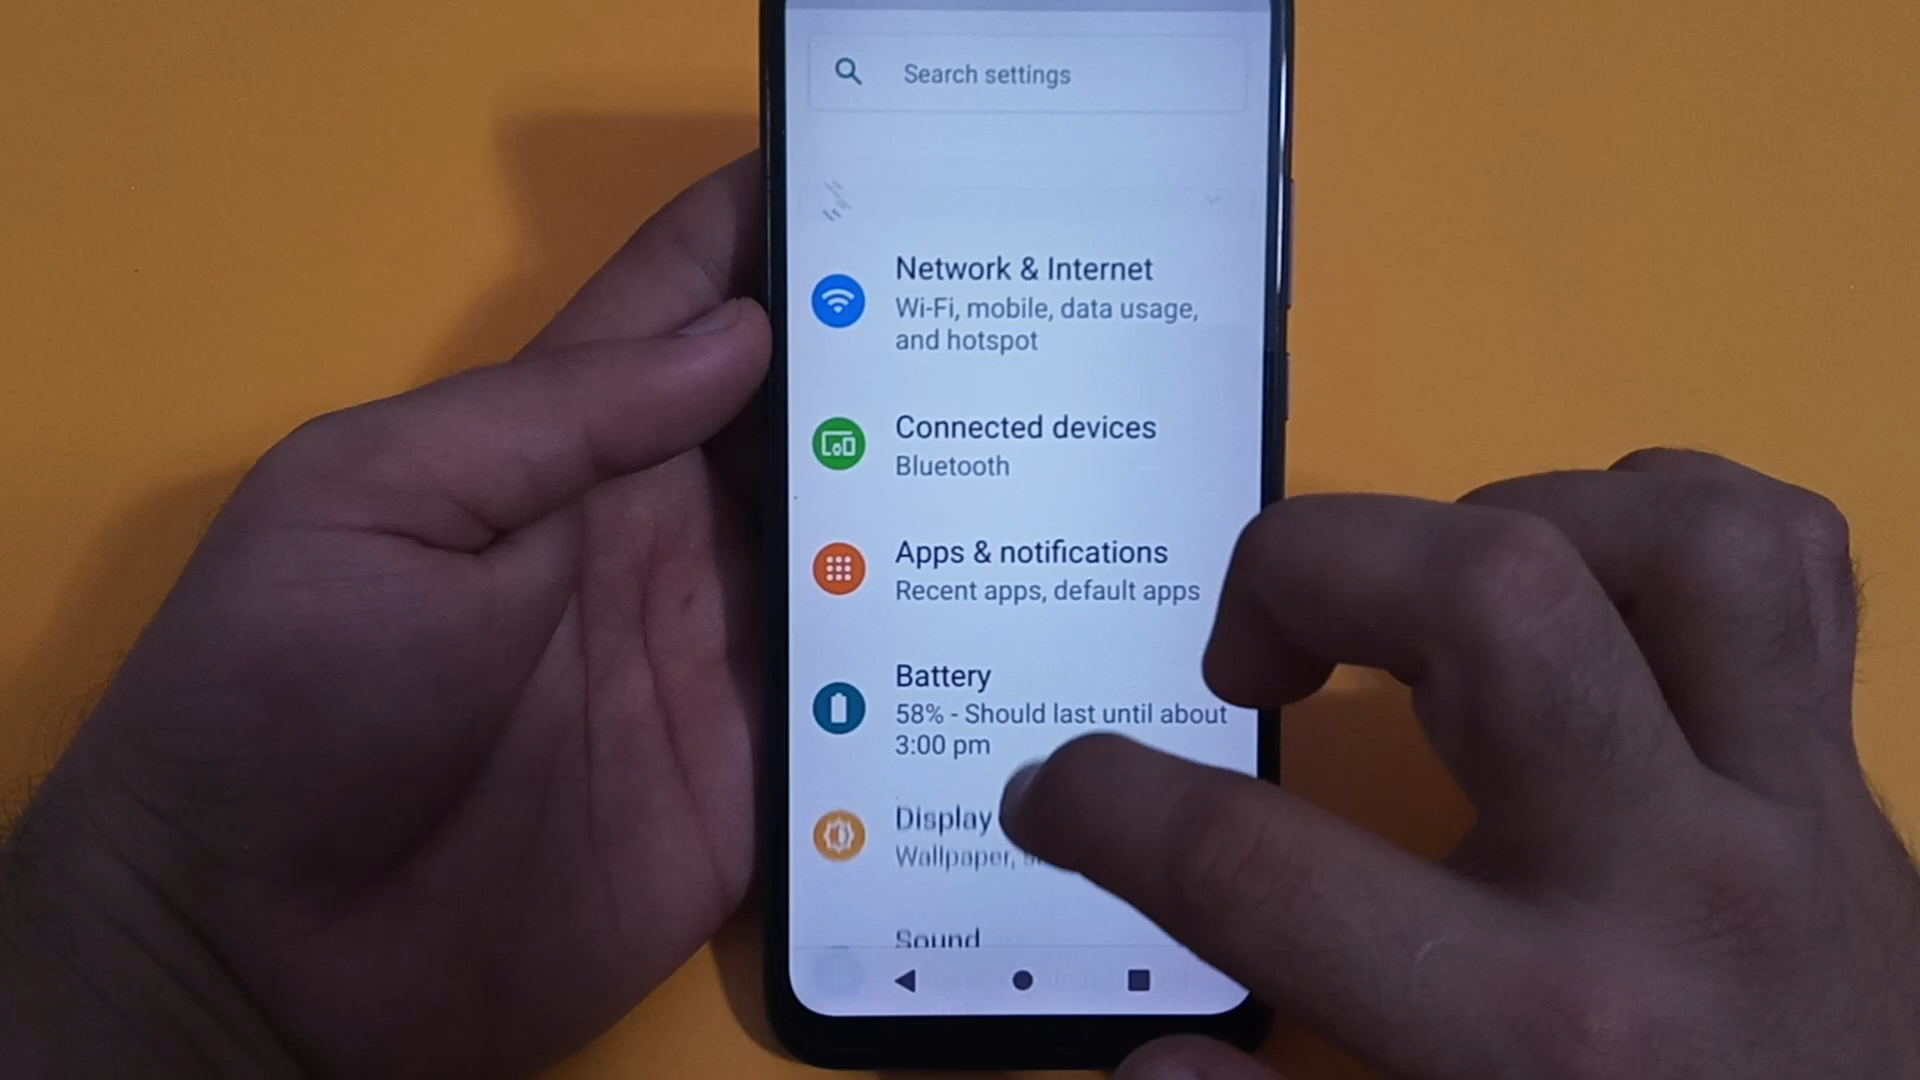 Search settings
Network & Internet
Wi-Fi, mobile, data usage,
and hotspot
Connected devices
Bluetooth
Apps & notifications
Recent apps, default apps
Battery
58% - Should last until about
3:00 pm
Display
Wallpaper,
Sound